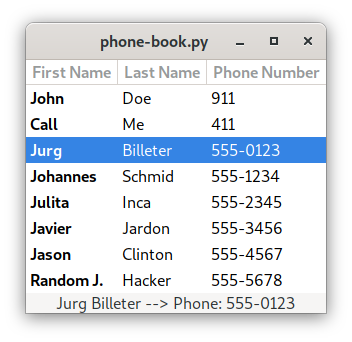 phone-book.py
First Name Last Name Phone Number
John Doe 911
Call Me 411
Jurg Billeter 555-0123
Johannes Schmid 555-1234
Julita Inca 555-2345
Javier Jardon 555-3456
Jason Clinton 555-4567
Random J. Hacker 555-5678
Jurg Billeter --> Phone: 555-0123